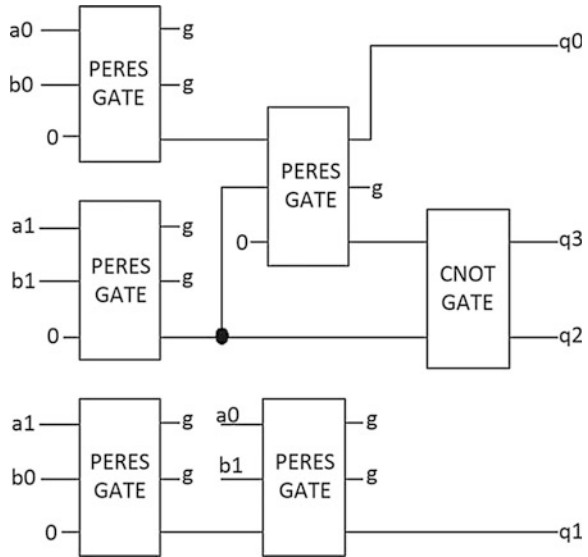 a0
g
q0
PERES
GATE
b0
g
0
PERES
GATE
g
a1
g
0
q3
PERES
GATE
b1
g
CNOT
GATE
0
q2
a1
g
a0
g
PERES
GATE
b0
g
b1
PERES
GATE
g
0
q1